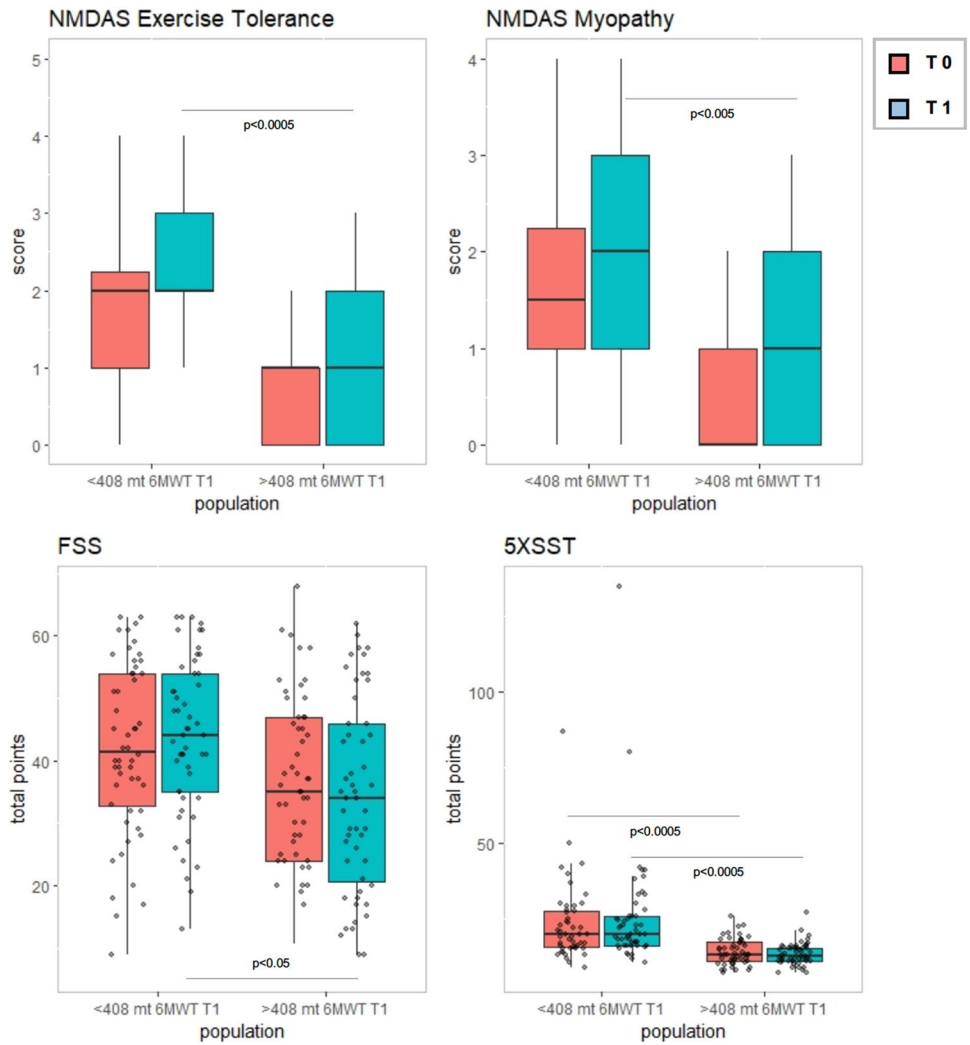 NMDAS Exercise Tolerance
5
4
3
2
1
0
score
p<0.0005
<408 mt 6MWT T1
>408 mt 6MWT T1
population
NMDAS Myopathy
4
3
2
1
0
score
p<0.005
<408 mt 6MWT T1
>408 mt 6MWT T1
population
T 0
T 1
FSS
60
40
20
total points
p<0.05
<408 mt 6MWT T1
>408 mt 6MWT T1
population
5XSST
100
50
total points
p<0.0005
p<0.0005
<408 mt 6MWT T1
>408 mt 6MWT T1
population